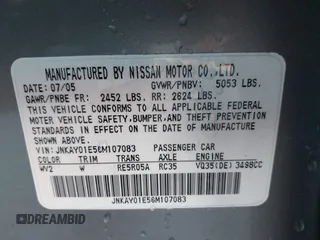 MANUFACTURED BY NISSAN MOTOR CO.,LTD.
DATE: 07/05 GVWR/PNBV: 5053 LBS.
GAWR/PNBE FR: 2452 LBS. RR: 2624 LBS.
THIS VEHICLE CONFORMS TO ALL APPLICABLE FEDERAL
MOTOR VEHICLE SAFETY, BUMPER, AND THEFT PREVENTION
STANDARDS IN EFFECT ON THE DATE OF MANUFACTURE
SHOWN ABOVE.
VIN: JNKAY01E56M107083 PASSENGER CAR
COLOR TRIM TRANS AXLE ENGINE
WV2 W RE5R05A RC35 VQ35(DE) 3498CC
JNKAY01E56M107083
DREAMBID